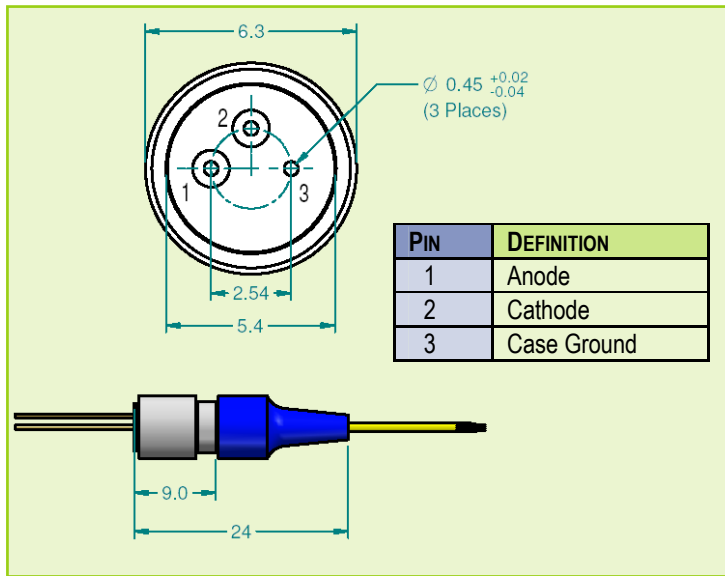 6.3
Ø 0.45 +0.02 -0.04
(3 Places)
2
1
3
2.54
5.4
PIN DEFINITION
1 Anode
2 Cathode
3 Case Ground
9.0
24